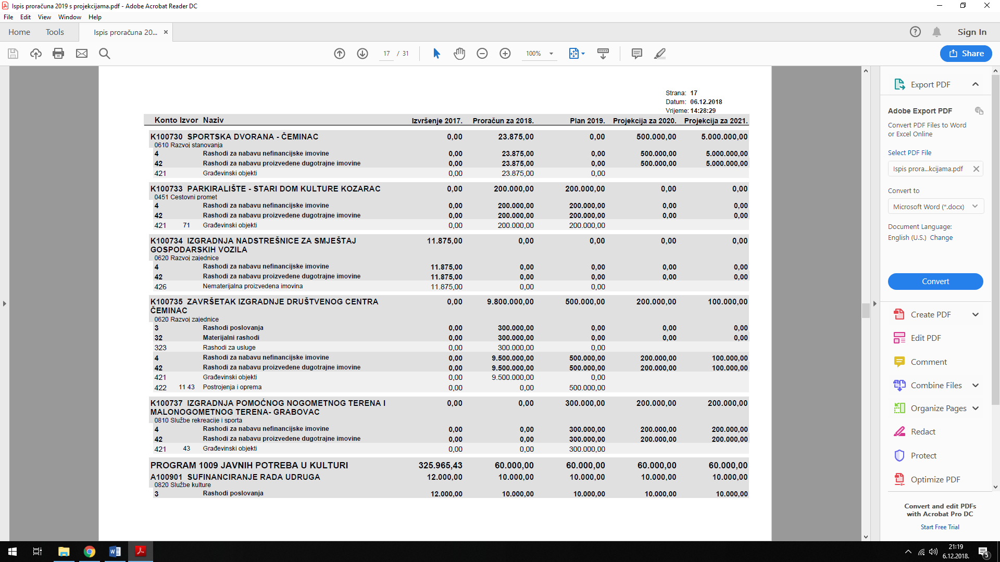 Ispis proračuna 2019 s projekcijama.pdf - Adobe Acrobat Reader DC
File Edit View Window Help
Home Tools Ispis proračuna 20... × Sign In
17 / 31 100% Share
Strana: 17
Datum: 06.12.2018
Vrijeme: 14:28:29
Konto Izvor Naziv Izvršenje 2017. Proračun za 2018. Plan 2019. Projekcija za 2020. Projekcija za 2021.
K100730 SPORTSKA DVORANA - ČEMINAC 0,00 23.875,00 0,00 500.000,00 5.000.000,00
0610 Razvoj stanovanja
4 Rashodi za nabavu nefinancijske imovine 0,00 23.875,00 0,00 500.000,00 5.000.000,00
42 Rashodi za nabavu proizvedene dugotrajne imovine 0,00 23.875,00 0,00 500.000,00 5.000.000,00
421 Građevinski objekti 0,00 23.875,00 0,00
K100733 PARKIRALIŠTE - STARI DOM KULTURE KOZARAC 0,00 200.000,00 200.000,00 0,00 0,00
0451 Cestovni promet
4 Rashodi za nabavu nefinancijske imovine 0,00 200.000,00 200.000,00 0,00 0,00
42 Rashodi za nabavu proizvedene dugotrajne imovine 0,00 200.000,00 200.000,00 0,00 0,00
421 71 Građevinski objekti 0,00 200.000,00 200.000,00
K100734 IZGRADNJA NADSTREŠNICE ZA SMJEŠTAJ 11.875,00 0,00 0,00 0,00 0,00
GOSPODARSKIH VOZILA
0620 Razvoj zajednice
4 Rashodi za nabavu nefinancijske imovine 11.875,00 0,00 0,00 0,00 0,00
42 Rashodi za nabavu proizvedene dugotrajne imovine 11.875,00 0,00 0,00 0,00 0,00
426 Nematerijalna proizvedena imovina 11.875,00 0,00 0,00
K100735 ZAVRŠETAK IZGRADNJE DRUŠTVENOG CENTRA 0,00 9.800.000,00 500.000,00 200.000,00 100.000,00
ČEMINAC
0620 Razvoj zajednice
3 Rashodi poslovanja 0,00 300.000,00 0,00 0,00 0,00
32 Materijalni rashodi 0,00 300.000,00 0,00 0,00 0,00
323 Rashodi za usluge 0,00 300.000,00 0,00
4 Rashodi za nabavu nefinancijske imovine 0,00 9.500.000,00 500.000,00 200.000,00 100.000,00
42 Rashodi za nabavu proizvedene dugotrajne imovine 0,00 9.500.000,00 500.000,00 200.000,00 100.000,00
421 Građevinski objekti 0,00 9.500.000,00 0,00
422 11 43 Postrojenja i oprema 0,00 0,00 500.000,00
K100737 IZGRADNJA POMOĆNOG NOGOMETNOG TERENA I 0,00 0,00 300.000,00 200.000,00 200.000,00
MALONOGOMETNOG TERENA- GRABOVAC
0810 Službe rekreacije i sporta
4 Rashodi za nabavu nefinancijske imovine 0,00 0,00 300.000,00 200.000,00 200.000,00
42 Rashodi za nabavu proizvedene dugotrajne imovine 0,00 0,00 300.000,00 200.000,00 200.000,00
421 43 Građevinski objekti 0,00 0,00 300.000,00
PROGRAM 1009 JAVNIH POTREBA U KULTURI 325.965,43 60.000,00 60.000,00 60.000,00 60.000,00
A100901 SUFINANCIRANJE RADA UDRUGA 12.000,00 10.000,00 10.000,00 10.000,00 10.000,00
0820 Službe kulture
3 Rashodi poslovanja 12.000,00 10.000,00 10.000,00 10.000,00 10.000,00
Export PDF
Adobe Export PDF
Convert PDF Files to Word
or Excel Online
Select PDF File
Ispis prora...kcijama.pdf
Convert to
Microsoft Word (*.docx)
Document Language:
English (U.S.) Change
Convert
Create PDF
Edit PDF
Comment
Combine Files
Organize Pages
Redact
Protect
Optimize PDF
Convert and edit PDFs
with Acrobat Pro DC
Start Free Trial
21:19
6.12.2018.
5